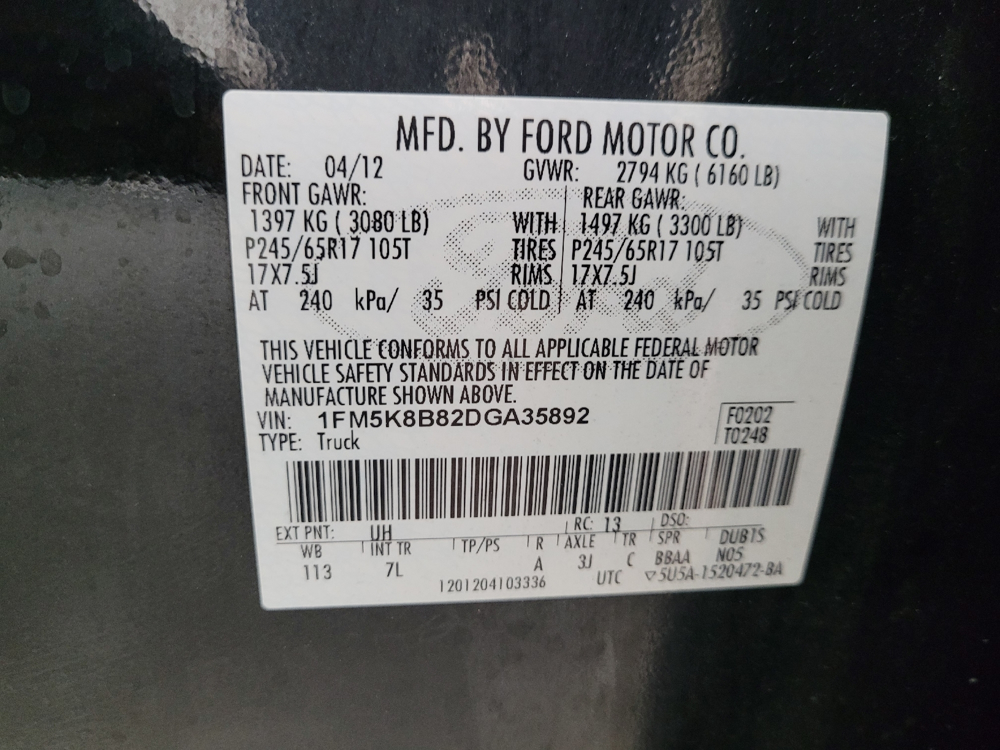 MFD. BY FORD MOTOR CO.
DATE: 04/12 GVWR: 2794 KG ( 6160 LB)
FRONT GAWR: REAR GAWR:
1397 KG ( 3080 LB) WITH 1497 KG ( 3300 LB) WITH
P245/65R17 105T TIRES P245/65R17 105T TIRES
17X7.5J RIMS 17X7.5J RIMS
AT 240 kPa/ 35 PSI COLD AT 240 kPa/ 35 PSI COLD
THIS VEHICLE CONFORMS TO ALL APPLICABLE FEDERAL MOTOR
VEHICLE SAFETY STANDARDS IN EFFECT ON THE DATE OF
MANUFACTURE SHOWN ABOVE.
VIN: 1FM5K8B82DGA35892 F0202
TYPE: Truck T0248
EXT PNT: UH RC: 13 DSO:
WB INT TR TP/PS R AXLE TR SPR DUBTS
113 7L A 3J C BBAA N05
1201204103336 UTC ▽5U5A-1520472-BA